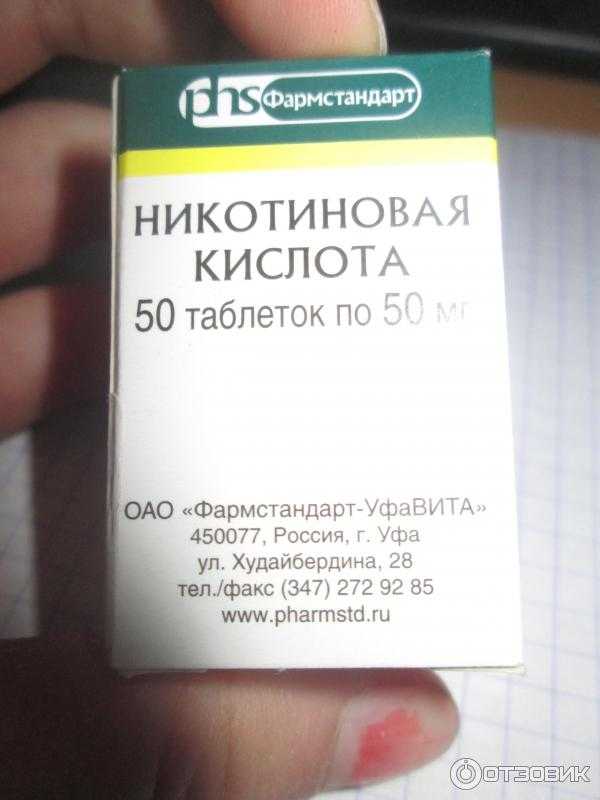 phs Фармстандарт
НИКОТИНОВАЯ
КИСЛОТА
50 таблеток по 50 мг
ОАО «Фармстандарт-УфаВИТА»
450077, Россия, г. Уфа
ул. Худайбердина, 28
тел./факс (347) 272 92 85
www.pharmstd.ru
ОТЗОВИК